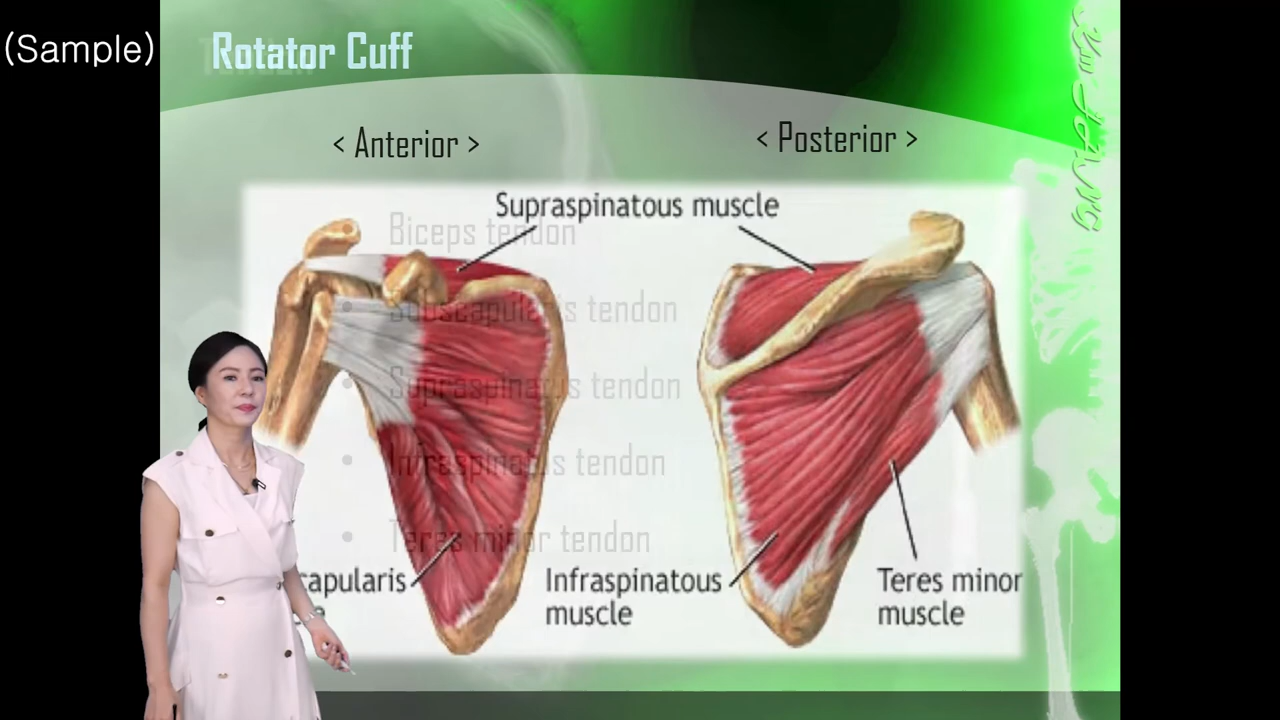 (Sample)
Rotator Cuff
< Anterior >
< Posterior >
Supraspinatous muscle
Biceps tendon
• Subscapularis tendon
• Supraspinatus tendon
• Infraspinatus tendon
• Teres minor tendon
capularis
e
Infraspinatous
muscle
Teres minor
muscle